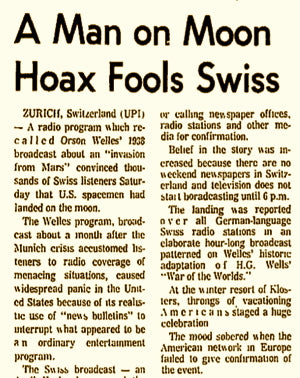 A Man on Moon
Hoax Fools Swiss
ZURICH, Switzerland (UPI)
— A radio program which re-
called Orson Welles' 1938
broadcast about an "invasion
from Mars" convinced thou-
sands of Swiss listeners Satur-
day that U.S. spacemen had
landed on the moon.
The Welles program, broad-
cast about a month after the
Munich crisis accustomed lis-
teners to radio coverage of
menacing situations, caused
widespread panic in the Unit-
ed States because of its realis-
tic use of "news bulletins" to
interrupt what appeared to be
an ordinary entertainment
program.
The Swiss broadcast — an
or calling newspaper offices,
radio stations and other me-
dia for confirmation.
Belief in the story was in-
creased because there are no
weekend newspapers in Switz-
erland and television does not
start boradcasting until 6 p.m.
The landing was reported
over all German-language
Swiss radio stations in an
elaborate hour-long broadcast
patterned on Welles' historic
adaptation of H.G. Wells'
"War of the Worlds."
At the winter resort of Klos-
ters, throngs of vacationing
Americans staged a huge
celebration
The mood sobered when the
American network in Europe
failed to give confirmation of
the event.